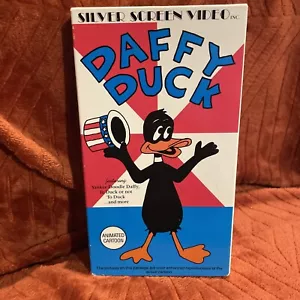 SILVER SCREEN VIDEO INC.
DAFFY
DUCK
featuring
Yankee Doodle Daffy,
To Duck or not
To Duck
...and more
ANIMATED
CARTOON